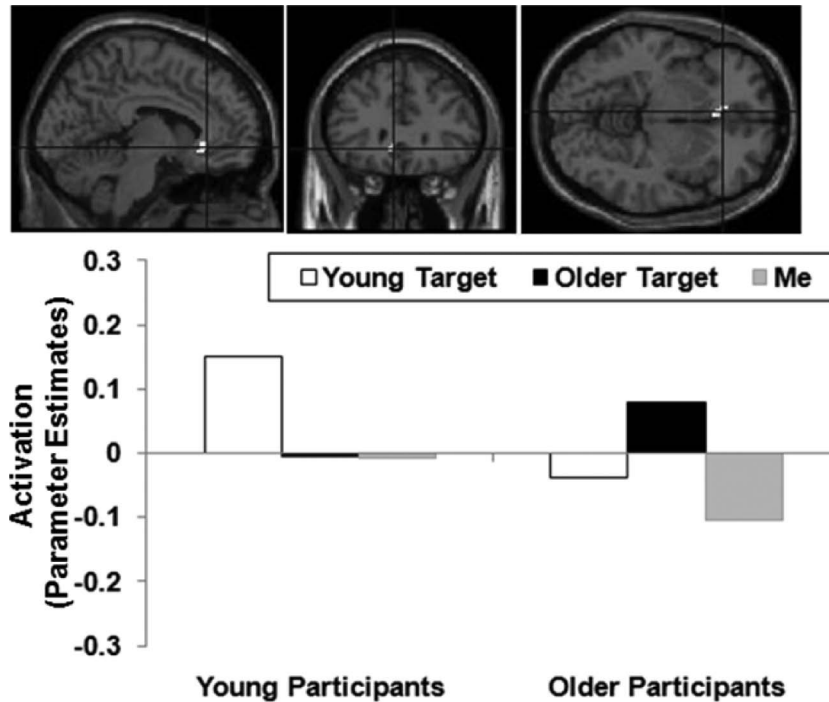 Young Target Older Target Me
Activation
(Parameter Estimates)
0.3
0.2
0.1
0
-0.1
-0.2
-0.3
Young Participants Older Participants